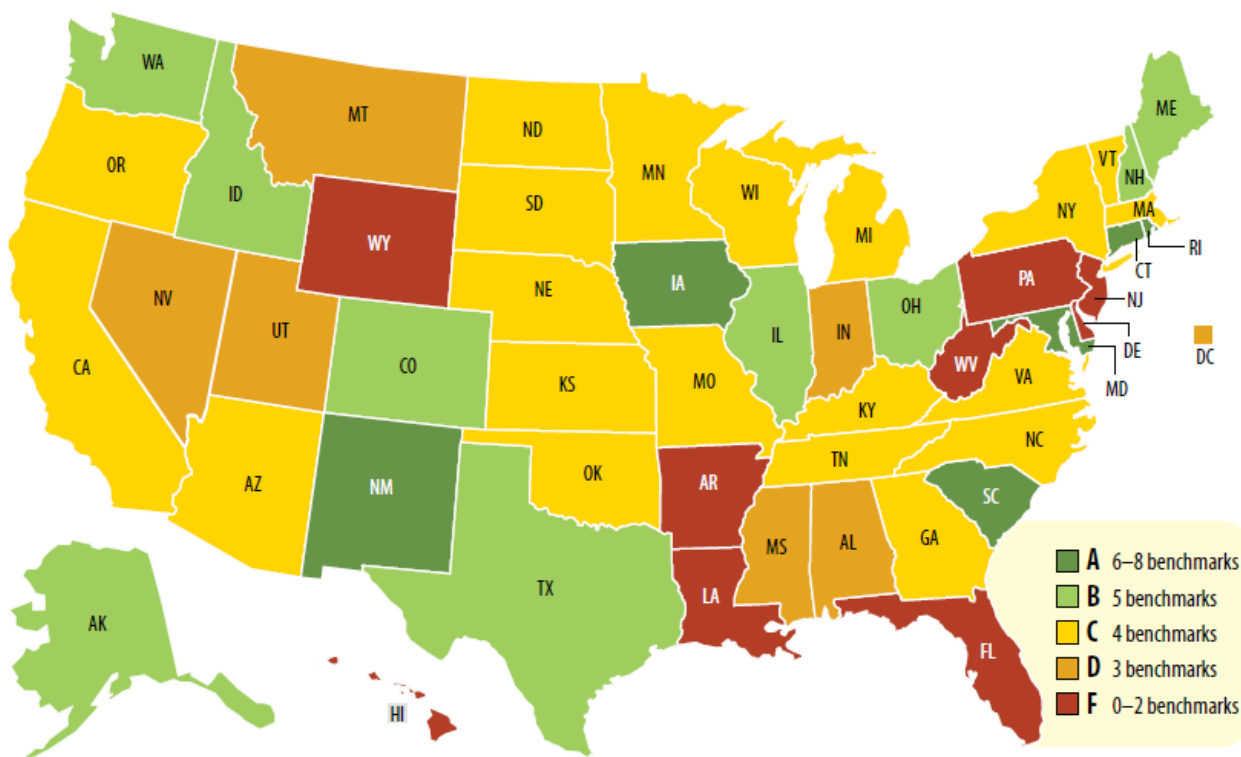 WA
MT
ND
MN
ME
OR
ID
SD
WI
VT
NH
NY
MA
MI
WY
RI
CT
IA
PA
NE
NJ
NV
UT
OH
IL
IN
DE
DC
CO
WV
CA
MD
VA
KS
MO
KY
NC
TN
AZ
OK
NM
AR
SC
GA
MS
AL
TX
LA
AK
FL
HI
A 6–8 benchmarks
B 5 benchmarks
C 4 benchmarks
D 3 benchmarks
F 0–2 benchmarks